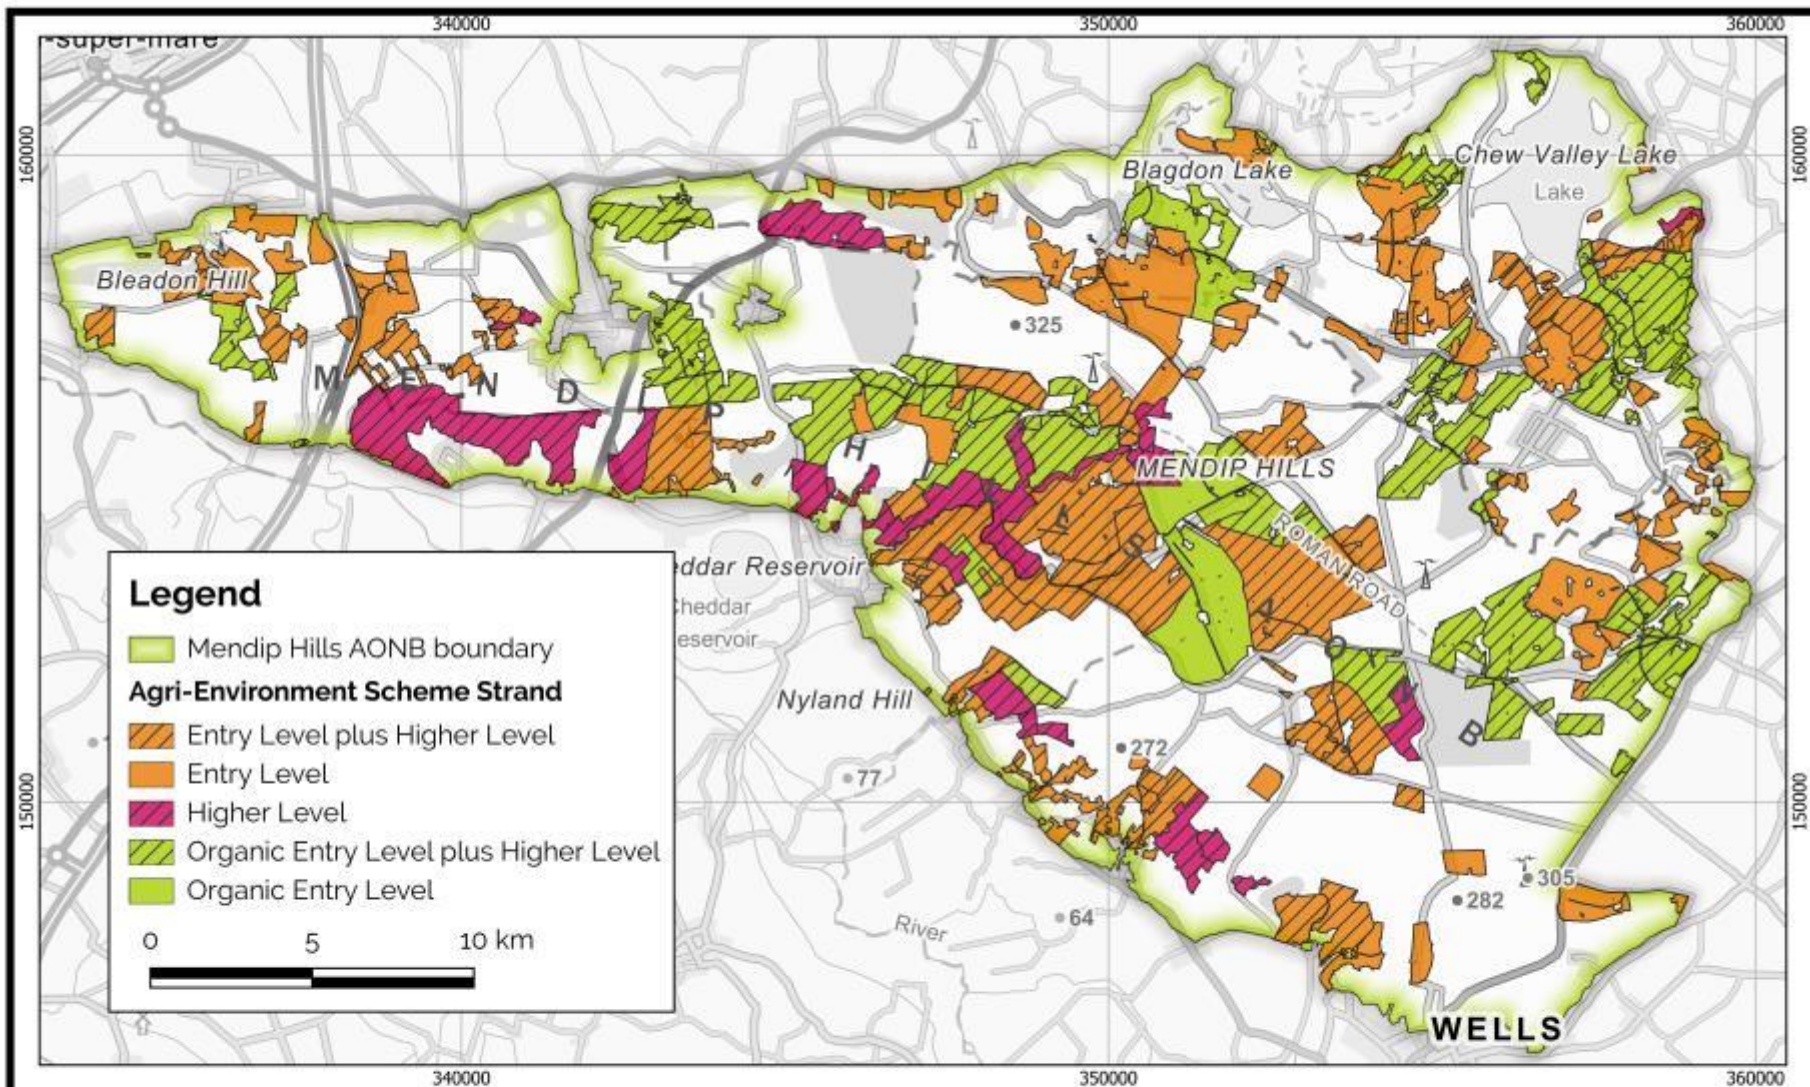 340000
350000
360000
-super-mare
160000
160000
Blagdon Lake
Chew Valley Lake
Lake
Bleadon Hill
325
M E N D I P
H I L L S
MENDIP HILLS
ROMAN ROAD
A O N B
eddar Reservoir
Cheddar
eservoir
Nyland Hill
272
77
150000
150000
305
282
64
River
WELLS
Legend
Mendip Hills AONB boundary
Agri-Environment Scheme Strand
Entry Level plus Higher Level
Entry Level
Higher Level
Organic Entry Level plus Higher Level
Organic Entry Level
0 5 10 km
340000
350000
360000